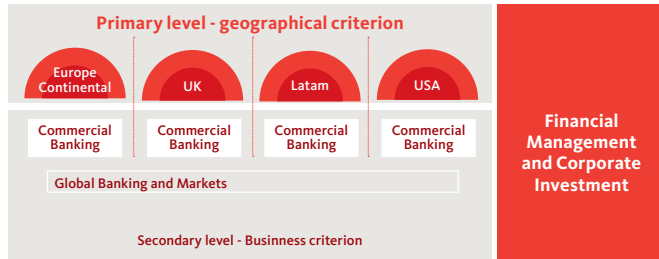 Primary level - geographical criterion
Europe
Continental
UK
Latam
USA
Commercial
Banking
Commercial
Banking
Commercial
Banking
Commercial
Banking
Global Banking and Markets
Secondary level - Businness criterion
Financial
Management
and Corporate
Investment